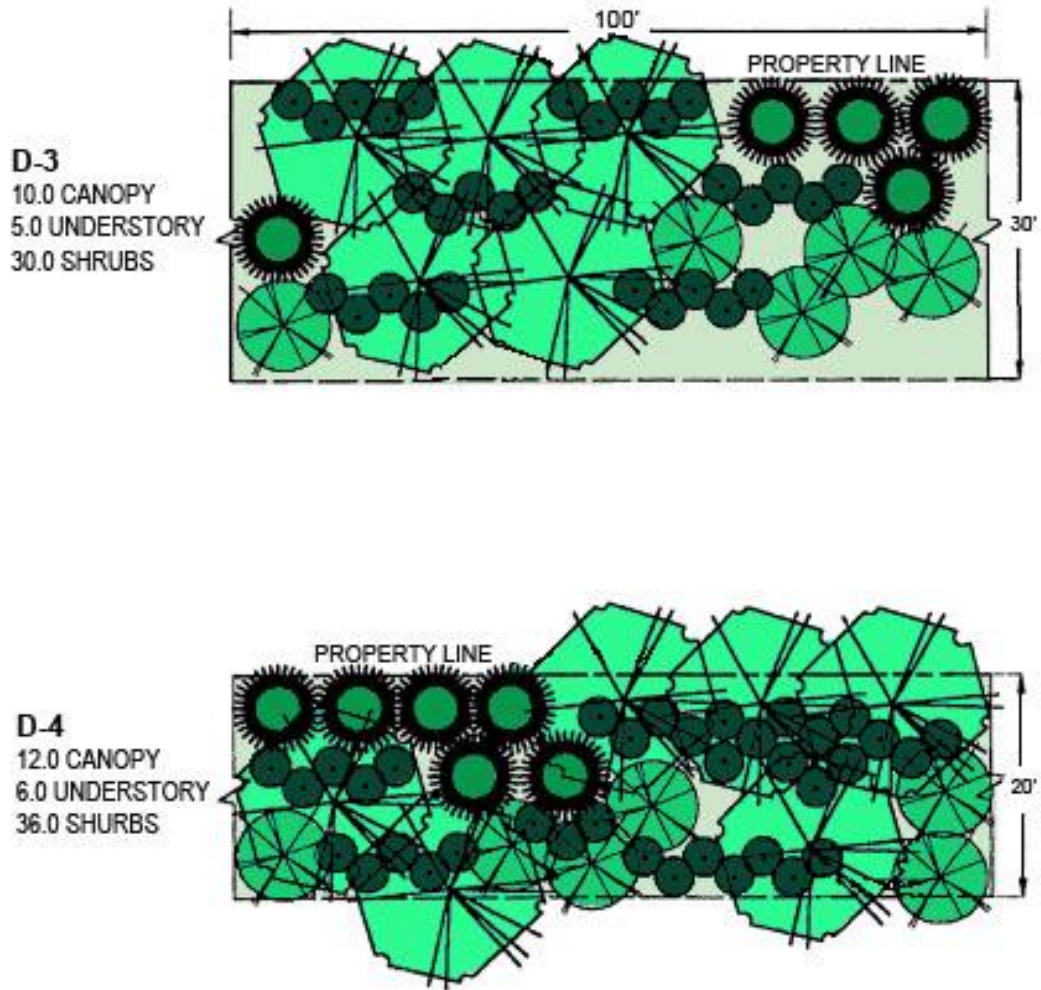 100'
PROPERTY LINE
D-3
10.0 CANOPY
5.0 UNDERSTORY
30.0 SHRUBS
30'
PROPERTY LINE
D-4
12.0 CANOPY
6.0 UNDERSTORY
36.0 SHURBS
20'